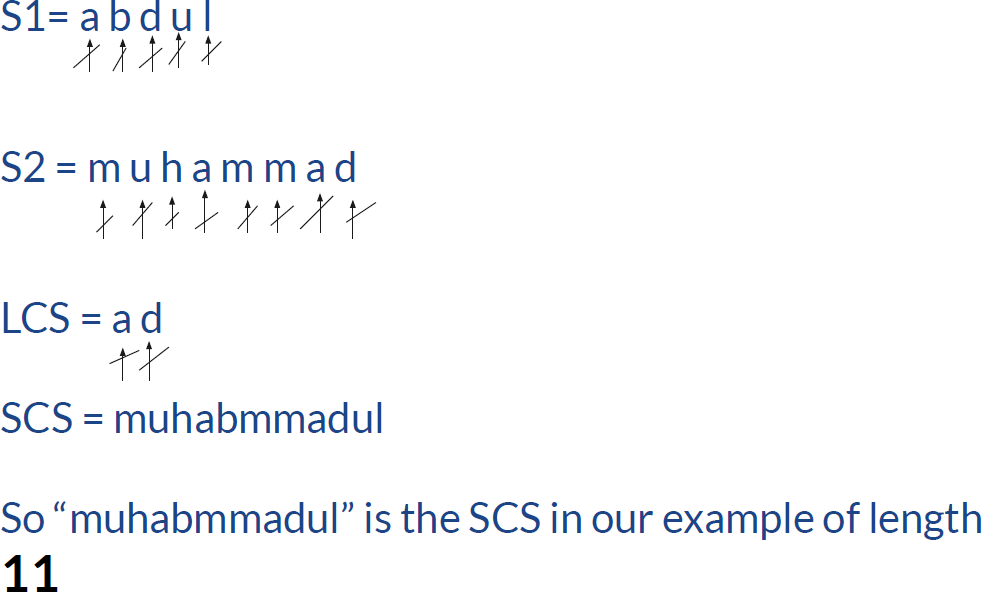 S1= a b d u l
S2 = m u h a m m a d
LCS = a d
SCS = muhabmmadul
So “muhabmmadul” is the SCS in our example of length
11